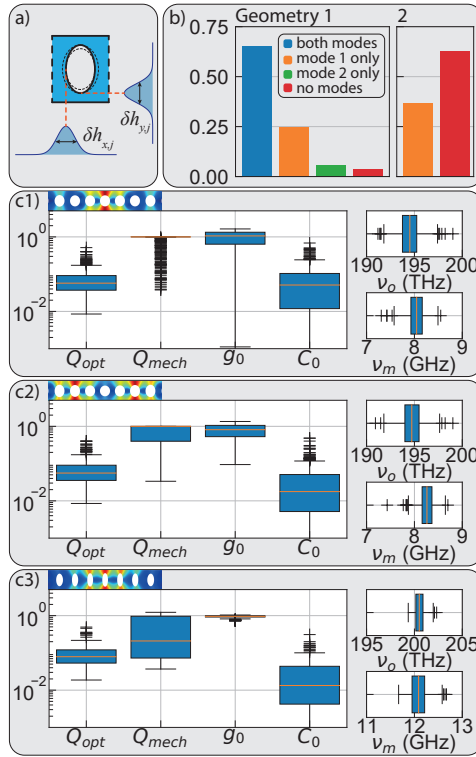 a)
δh_{x,j}
δh_{y,j}
b)
Geometry 1
2
0.75
0.50
0.25
0.00
both modes
mode 1 only
mode 2 only
no modes
c1)
10^0
10^-2
Q_opt Q_mech g_0 C_0
190 195 200
ν_o (THz)
7 8 9
ν_m (GHz)
c2)
10^0
10^-2
Q_opt Q_mech g_0 C_0
190 195 200
ν_o (THz)
7 8 9
ν_m (GHz)
c3)
10^0
10^-2
Q_opt Q_mech g_0 C_0
195 200 205
ν_o (THz)
11 12 13
ν_m (GHz)